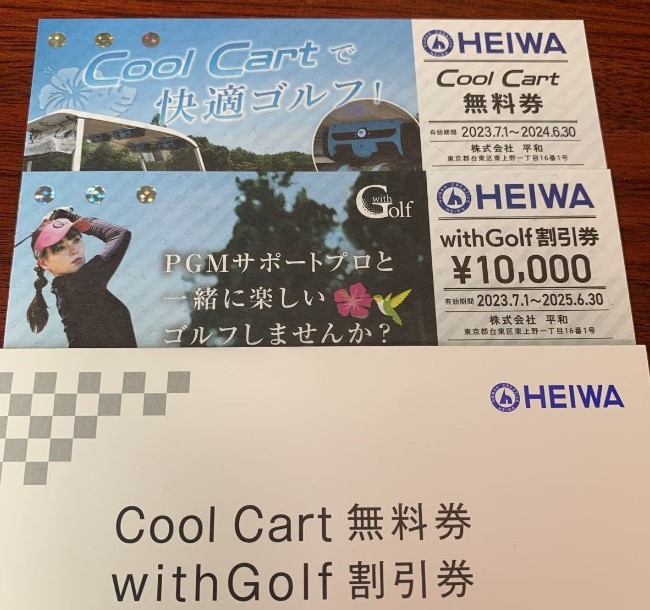 Cool Cartで
快適ゴルフ!
HEIWA
Cool Cart
無料券
有効期間 2023.7.1~2024.6.30
株式会社 平和
東京都台東区東上野一丁目16番1号
with
Golf
PGMサポートプロと
一緒に楽しい
ゴルフしませんか?
HEIWA
withGolf 割引券
¥10,000
有効期間 2023.7.1~2025.6.30
株式会社 平和
東京都台東区東上野一丁目16番1号
HEIWA
Cool Cart 無料券
withGolf 割引券